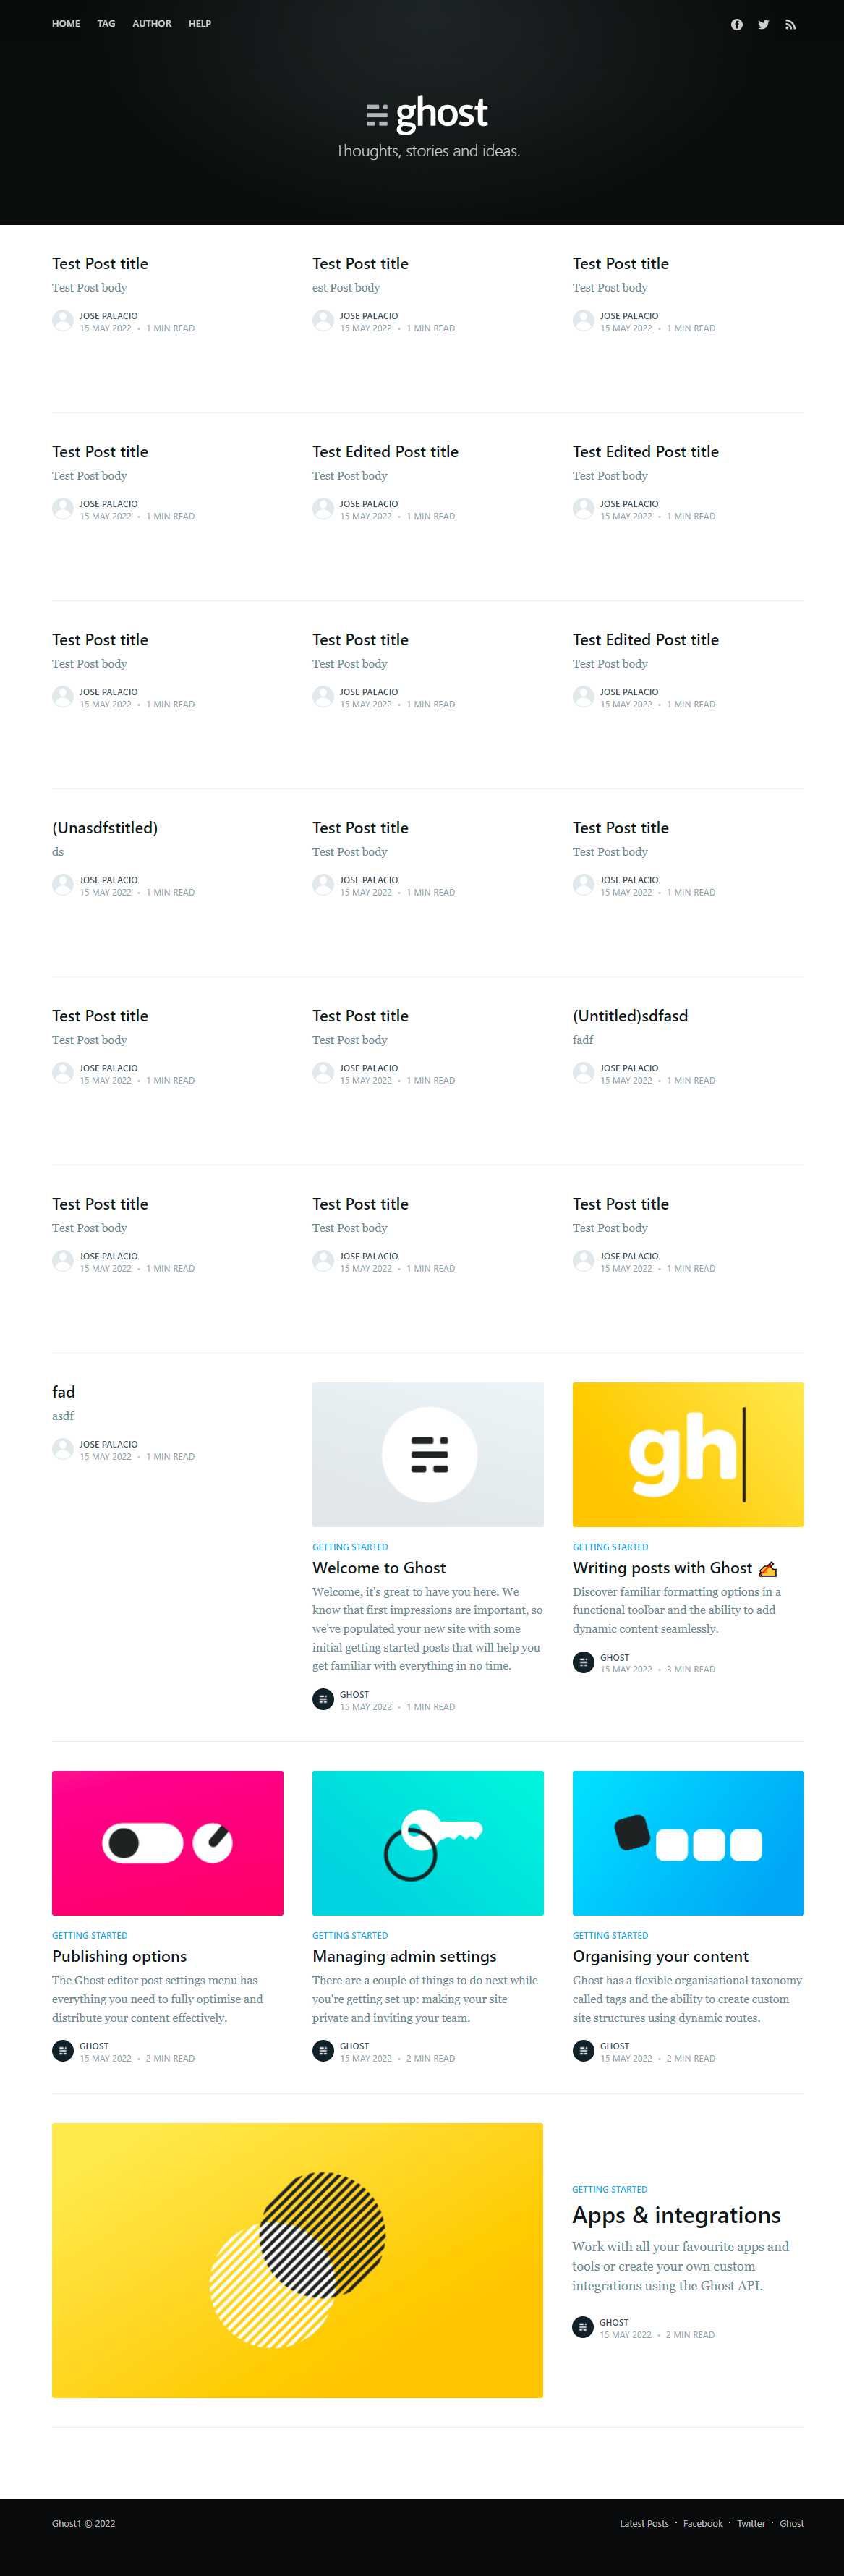 HOME TAG AUTHOR HELP
ghost
Thoughts, stories and ideas.
Test Post title
Test Post body
JOSE PALACIO
15 MAY 2022 • 1 MIN READ
Test Post title
est Post body
JOSE PALACIO
15 MAY 2022 • 1 MIN READ
Test Post title
Test Post body
JOSE PALACIO
15 MAY 2022 • 1 MIN READ
Test Post title
Test Post body
JOSE PALACIO
15 MAY 2022 • 1 MIN READ
Test Edited Post title
Test Post body
JOSE PALACIO
15 MAY 2022 • 1 MIN READ
Test Edited Post title
Test Post body
JOSE PALACIO
15 MAY 2022 • 1 MIN READ
Test Post title
Test Post body
JOSE PALACIO
15 MAY 2022 • 1 MIN READ
Test Post title
Test Post body
JOSE PALACIO
15 MAY 2022 • 1 MIN READ
Test Edited Post title
Test Post body
JOSE PALACIO
15 MAY 2022 • 1 MIN READ
(Unasdfstitled)
ds
JOSE PALACIO
15 MAY 2022 • 1 MIN READ
Test Post title
Test Post body
JOSE PALACIO
15 MAY 2022 • 1 MIN READ
Test Post title
Test Post body
JOSE PALACIO
15 MAY 2022 • 1 MIN READ
Test Post title
Test Post body
JOSE PALACIO
15 MAY 2022 • 1 MIN READ
Test Post title
Test Post body
JOSE PALACIO
15 MAY 2022 • 1 MIN READ
(Untitled)sdfasd
fadf
JOSE PALACIO
15 MAY 2022 • 1 MIN READ
Test Post title
Test Post body
JOSE PALACIO
15 MAY 2022 • 1 MIN READ
Test Post title
Test Post body
JOSE PALACIO
15 MAY 2022 • 1 MIN READ
Test Post title
Test Post body
JOSE PALACIO
15 MAY 2022 • 1 MIN READ
fad
asdf
JOSE PALACIO
15 MAY 2022 • 1 MIN READ
GETTING STARTED
Welcome to Ghost
Welcome, it's great to have you here. We
know that first impressions are important, so
we've populated your new site with some
initial getting started posts that will help you
get familiar with everything in no time.
GHOST
15 MAY 2022 • 1 MIN READ
gh
GETTING STARTED
Writing posts with Ghost ✍️
Discover familiar formatting options in a
functional toolbar and the ability to add
dynamic content seamlessly.
GHOST
15 MAY 2022 • 3 MIN READ
GETTING STARTED
Publishing options
The Ghost editor post settings menu has
everything you need to fully optimise and
distribute your content effectively.
GHOST
15 MAY 2022 • 2 MIN READ
GETTING STARTED
Managing admin settings
There are a couple of things to do next while
you're getting set up: making your site
private and inviting your team.
GHOST
15 MAY 2022 • 2 MIN READ
GETTING STARTED
Organising your content
Ghost has a flexible organisational taxonomy
called tags and the ability to create custom
site structures using dynamic routes.
GHOST
15 MAY 2022 • 2 MIN READ
GETTING STARTED
Apps & integrations
Work with all your favourite apps and
tools or create your own custom
integrations using the Ghost API.
GHOST
15 MAY 2022 • 2 MIN READ
Ghost1 © 2022
Latest Posts • Facebook • Twitter • Ghost